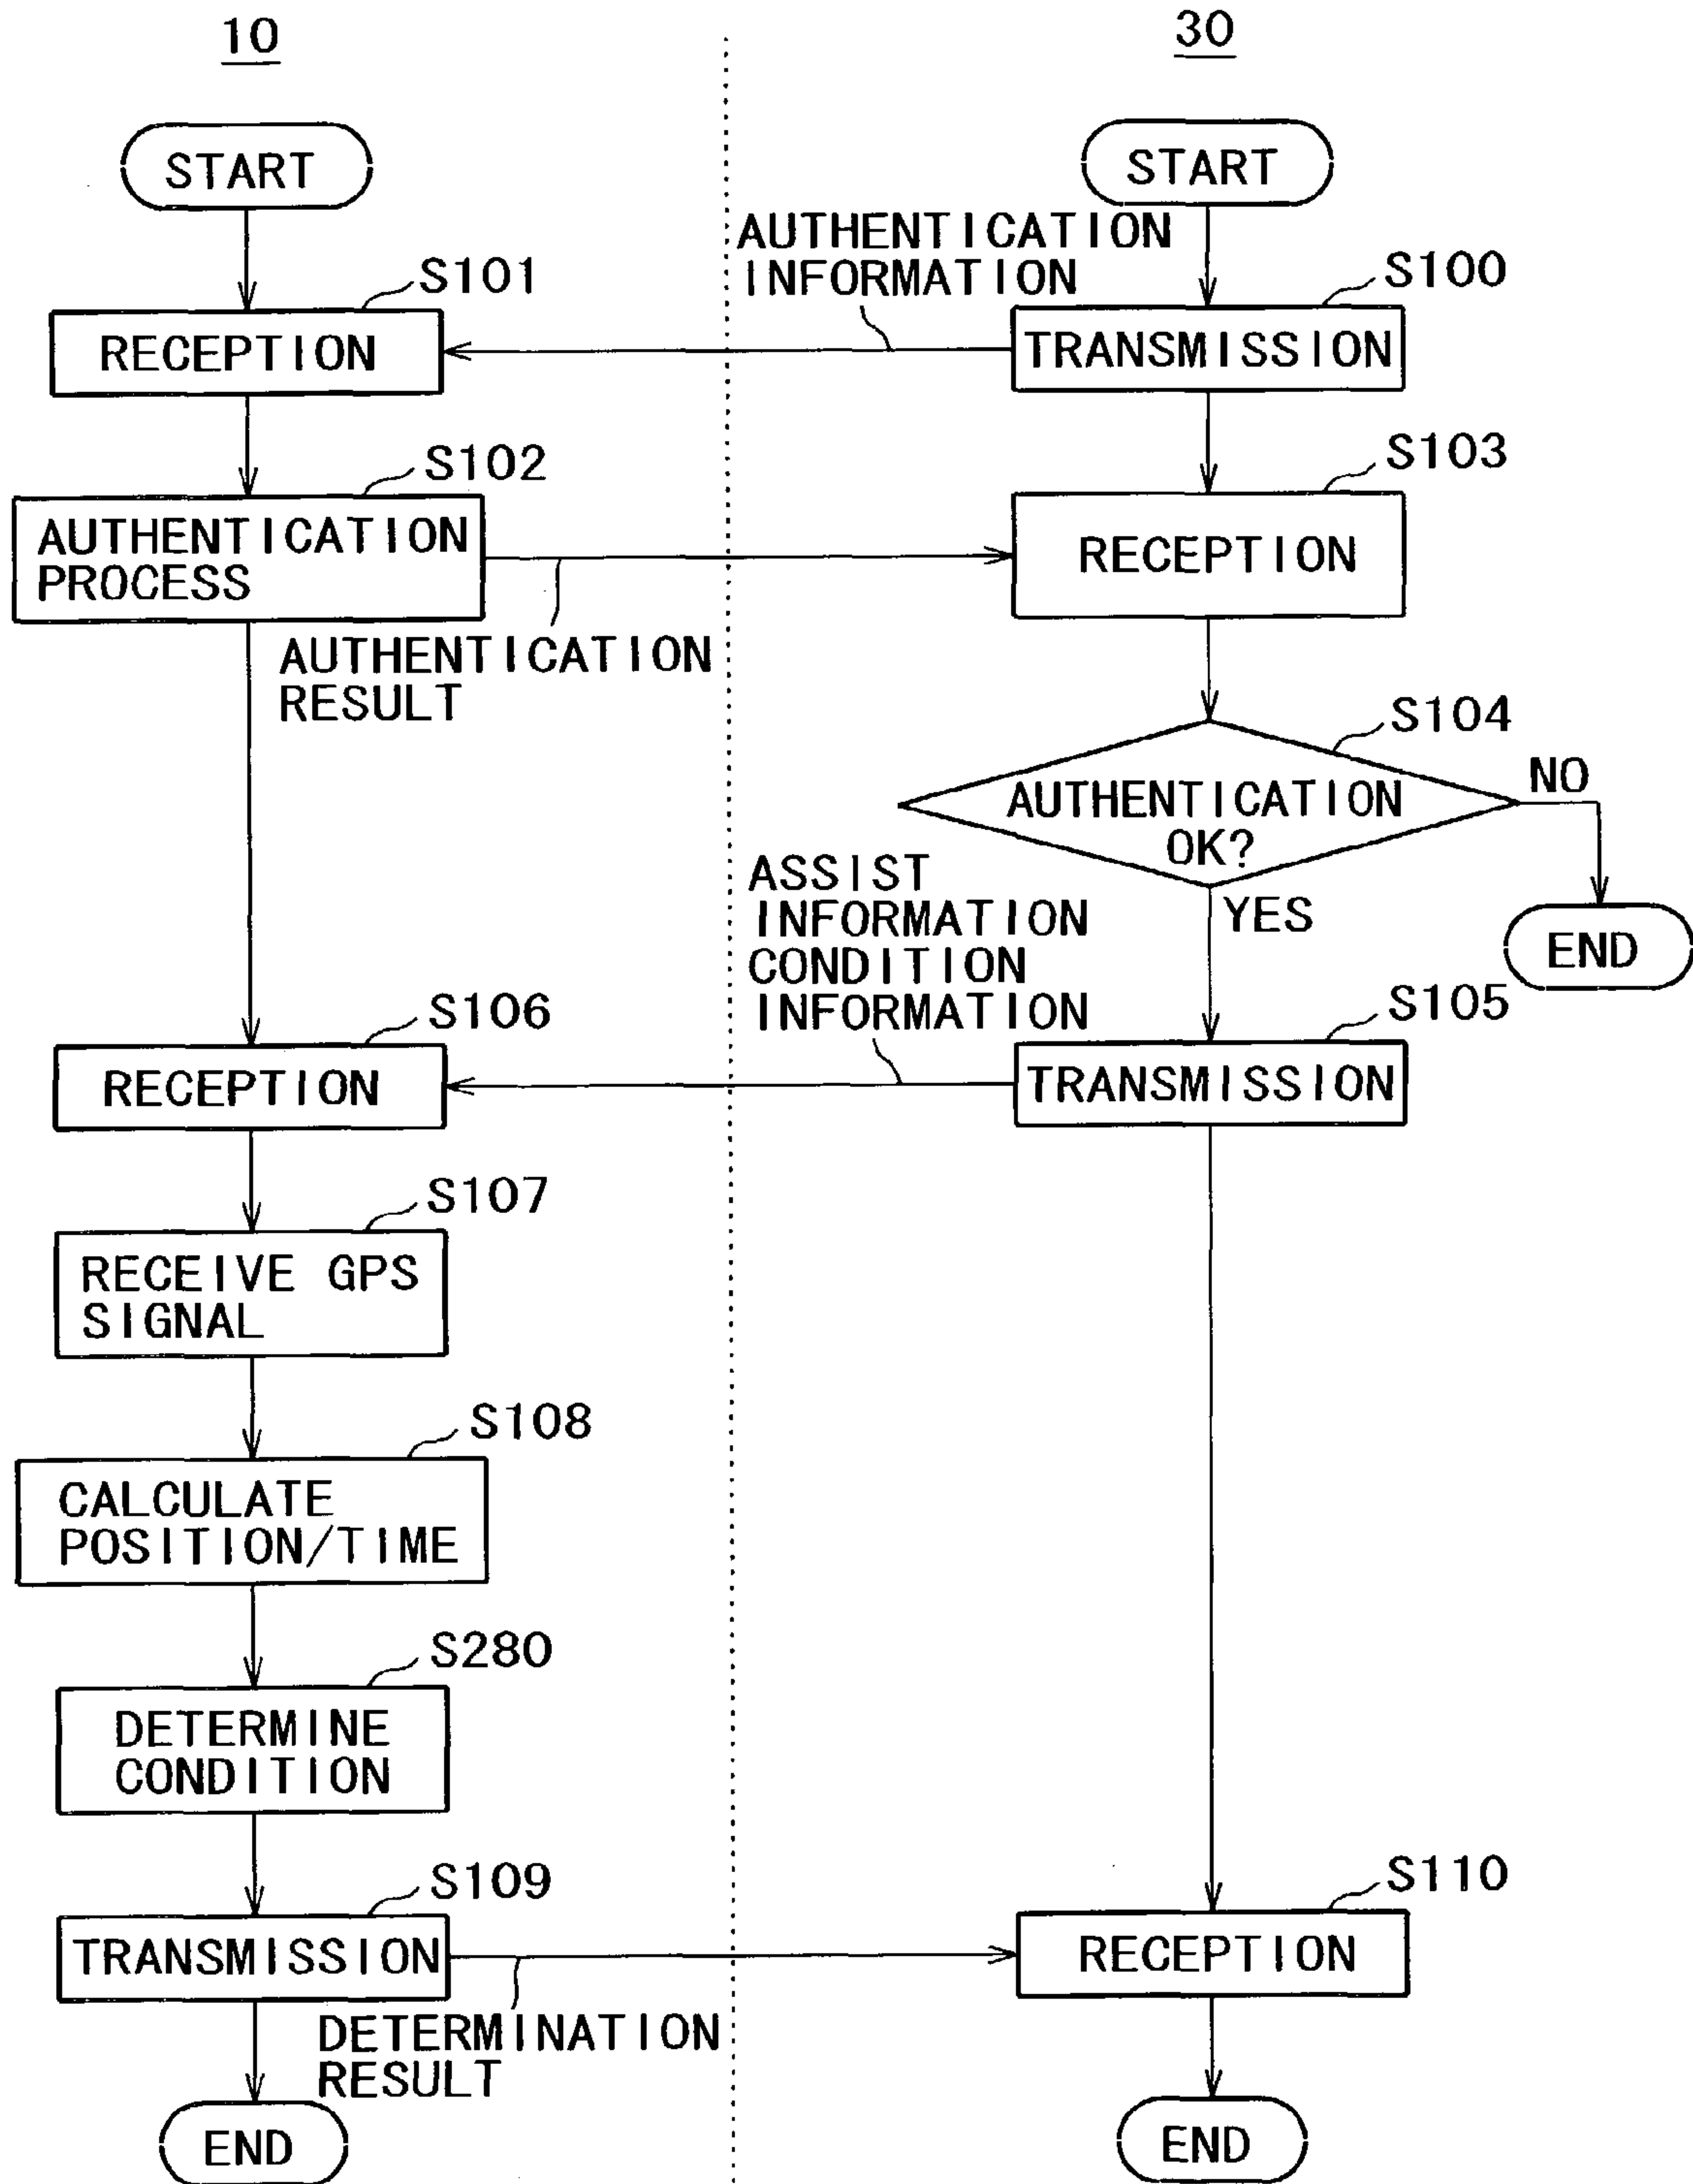 10
30
START
START
AUTHENTICATION
INFORMATION
S101
S100
RECEPTION
TRANSMISSION
S102
S103
AUTHENTICATION
PROCESS
RECEPTION
AUTHENTICATION
RESULT
S104
NO
AUTHENTICATION
OK?
ASSIST
INFORMATION
CONDITION
INFORMATION
YES
END
S106
S105
RECEPTION
TRANSMISSION
S107
RECEIVE GPS
SIGNAL
S108
CALCULATE
POSITION/TIME
S280
DETERMINE
CONDITION
S109
S110
TRANSMISSION
RECEPTION
DETERMINATION
RESULT
END
END